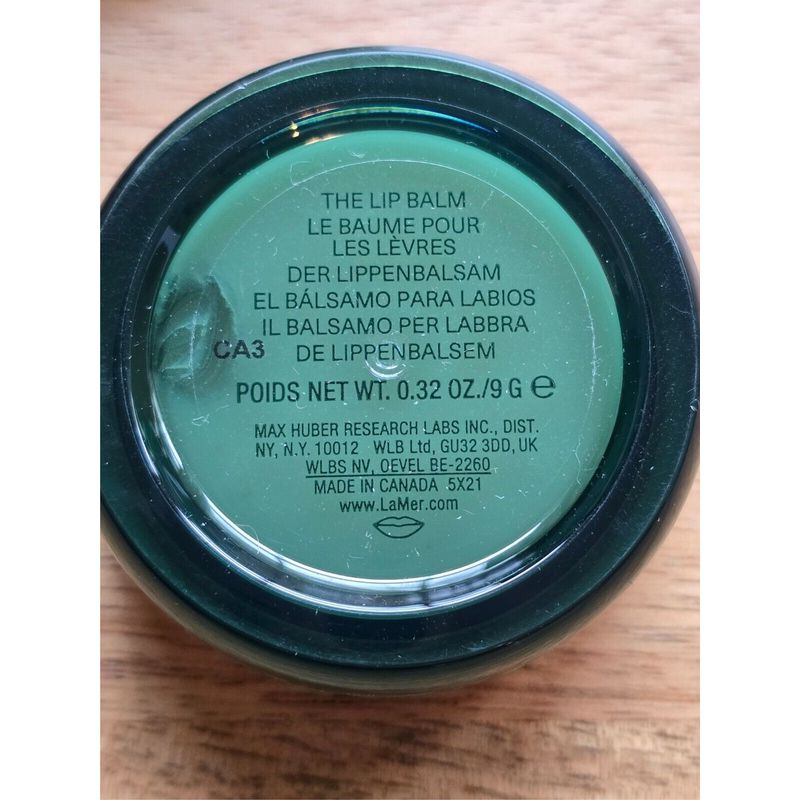 THE LIP BALM
LE BAUME POUR
LES LÈVRES
DER LIPPENBALSAM
EL BÁLSAMO PARA LABIOS
IL BALSAMO PER LABBRA
CA3 DE LIPPENBALSEM
POIDS NET WT. 0.32 OZ./9 G ℮
MAX HUBER RESEARCH LABS INC., DIST.
NY, N.Y. 10012 WLB Ltd, GU32 3DD, UK
WLBS NV, OEVEL BE-2260
MADE IN CANADA 5X21
www.LaMer.com